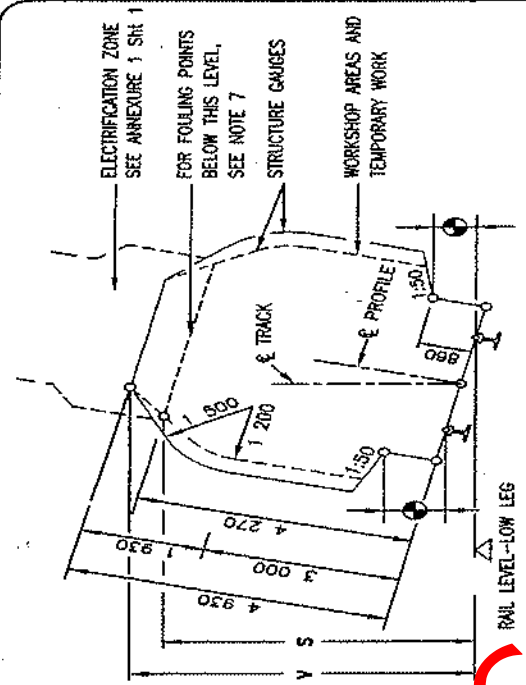 ELECTRIFICATION ZONE
SEE ANNEXURE 1 Sht 1
FOR FOULING POINTS
BELOW THIS LEVEL,
SEE NOTE 7
STRUCTURE GAUGES
WORKSHOP AREAS AND
TEMPORARY WORK
1:50
860
℄ PROFILE
℄ TRACK
1 500
1 200
1:50
4 270
1 930
3 000
4 930
S
V
RAIL LEVEL-LOW LEG